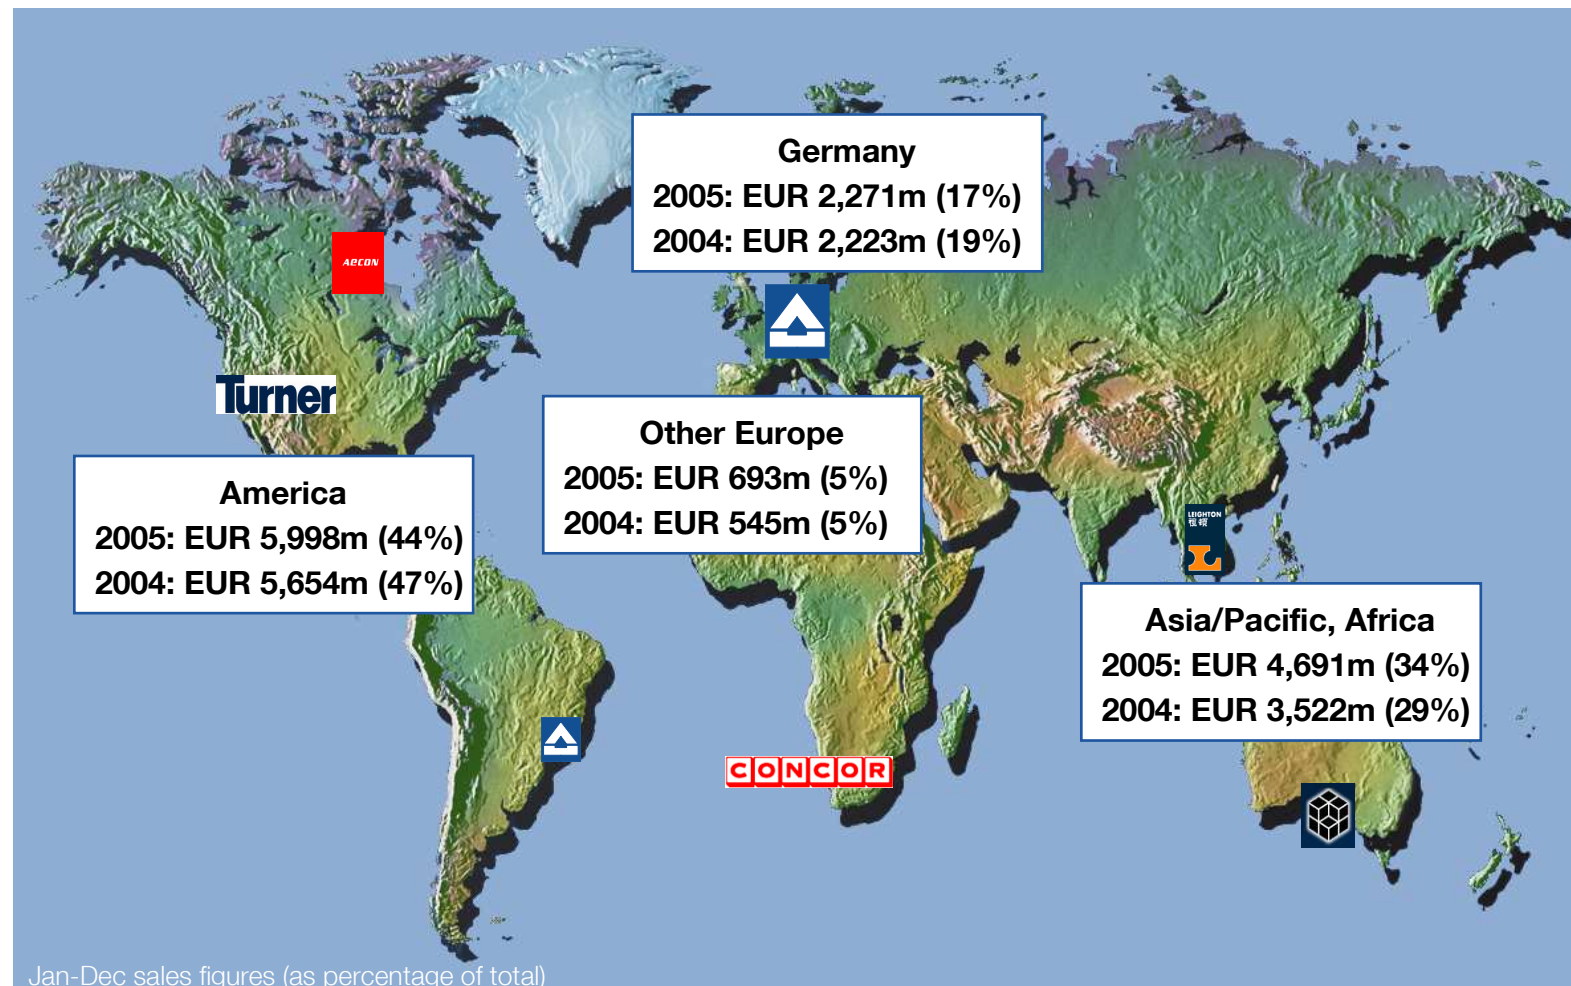 Germany
2005: EUR 2,271m (17%)
2004: EUR 2,223m (19%)
AECON
Turner
Other Europe
2005: EUR 693m (5%)
2004: EUR 545m (5%)
America
2005: EUR 5,998m (44%)
2004: EUR 5,654m (47%)
LEIGHTON
Asia/Pacific, Africa
2005: EUR 4,691m (34%)
2004: EUR 3,522m (29%)
CONCOR
Jan-Dec sales figures (as percentage of total)